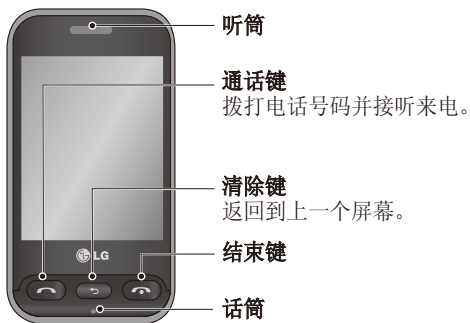 听筒
通话键
拨打电话号码并接听来电。
清除键
返回到上一个屏幕。
LG
结束键
话筒